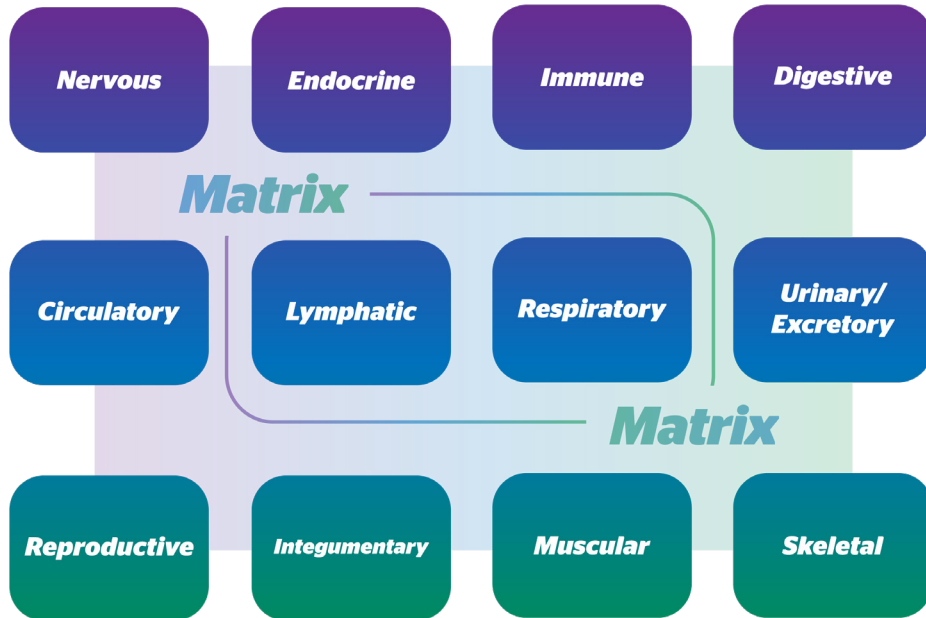 Nervous
Endocrine
Immune
Digestive
Matrix
Circulatory
Lymphatic
Respiratory
Urinary/
Excretory
Matrix
Reproductive
Integumentary
Muscular
Skeletal